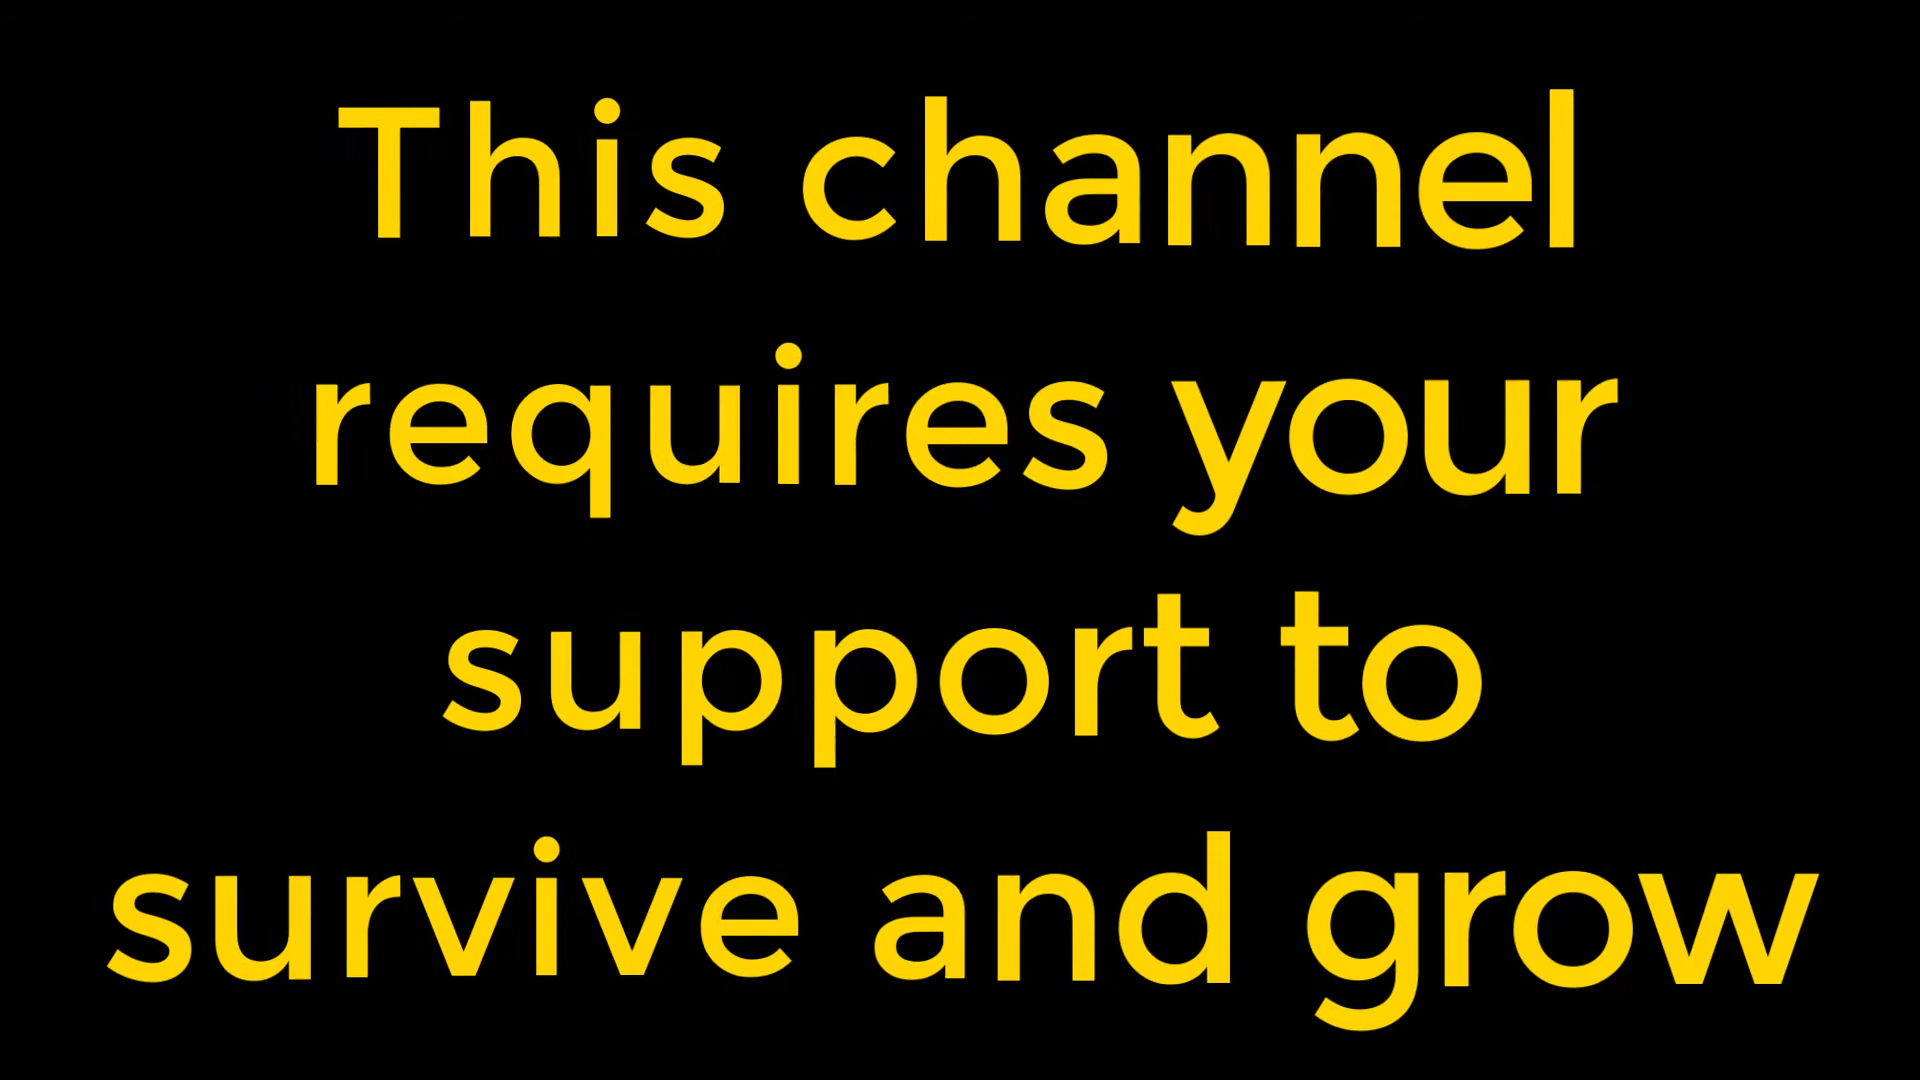 This channel
requires your
support to
survive and grow